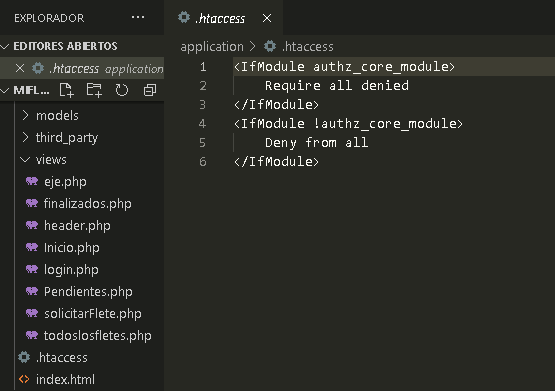 EXPLORADOR ···
EDITORES ABIERTOS
.htaccess application
MIFL...
models
third_party
views
eje.php
finalizados.php
header.php
Inicio.php
login.php
Pendientes.php
solicitarFlete.php
todoslosfletes.php
.htaccess
index.html
.htaccess
application > .htaccess
1 <IfModule authz_core_module>
2 Require all denied
3 </IfModule>
4 <IfModule !authz_core_module>
5 Deny from all
6 </IfModule>